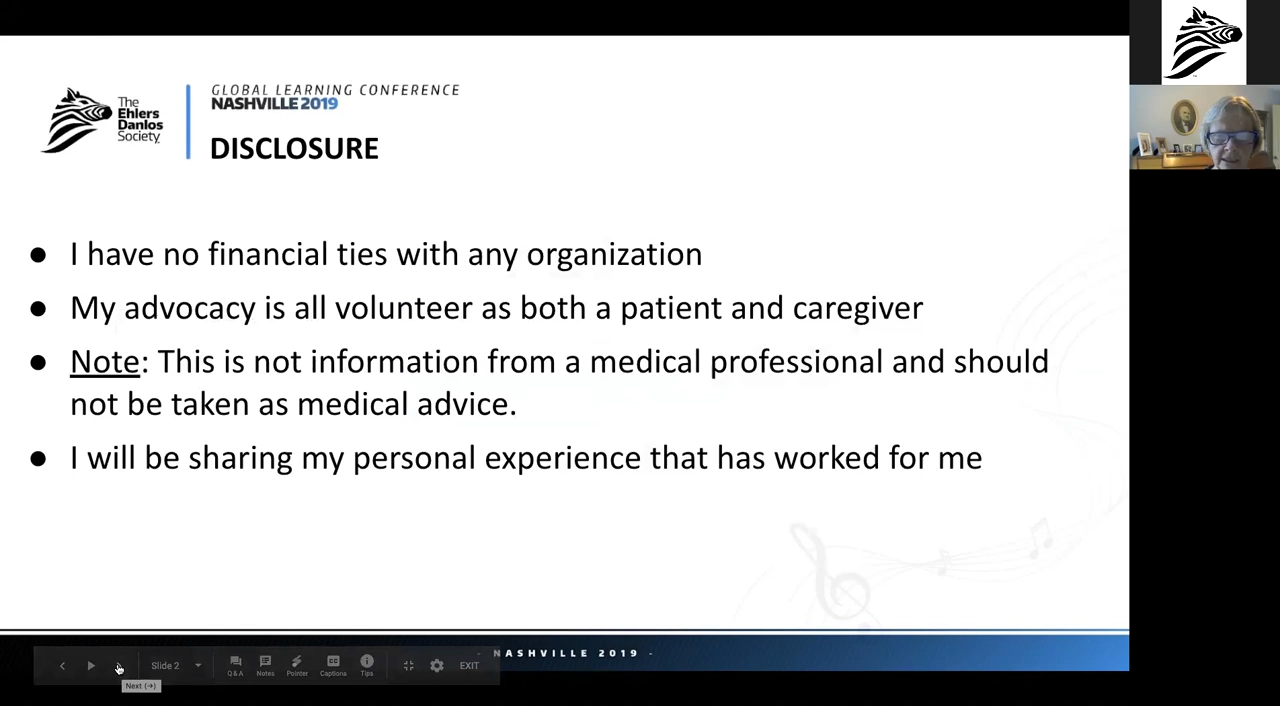 The
Ehlers
Danlos
Society
GLOBAL LEARNING CONFERENCE
NASHVILLE 2019
DISCLOSURE
● I have no financial ties with any organization
● My advocacy is all volunteer as both a patient and caregiver
● Note: This is not information from a medical professional and should
not be taken as medical advice.
● I will be sharing my personal experience that has worked for me
- NASHVILLE 2019 -
Slide 2
Q&A
Notes
Pointer
Captions
Tips
EXIT
Next (→)